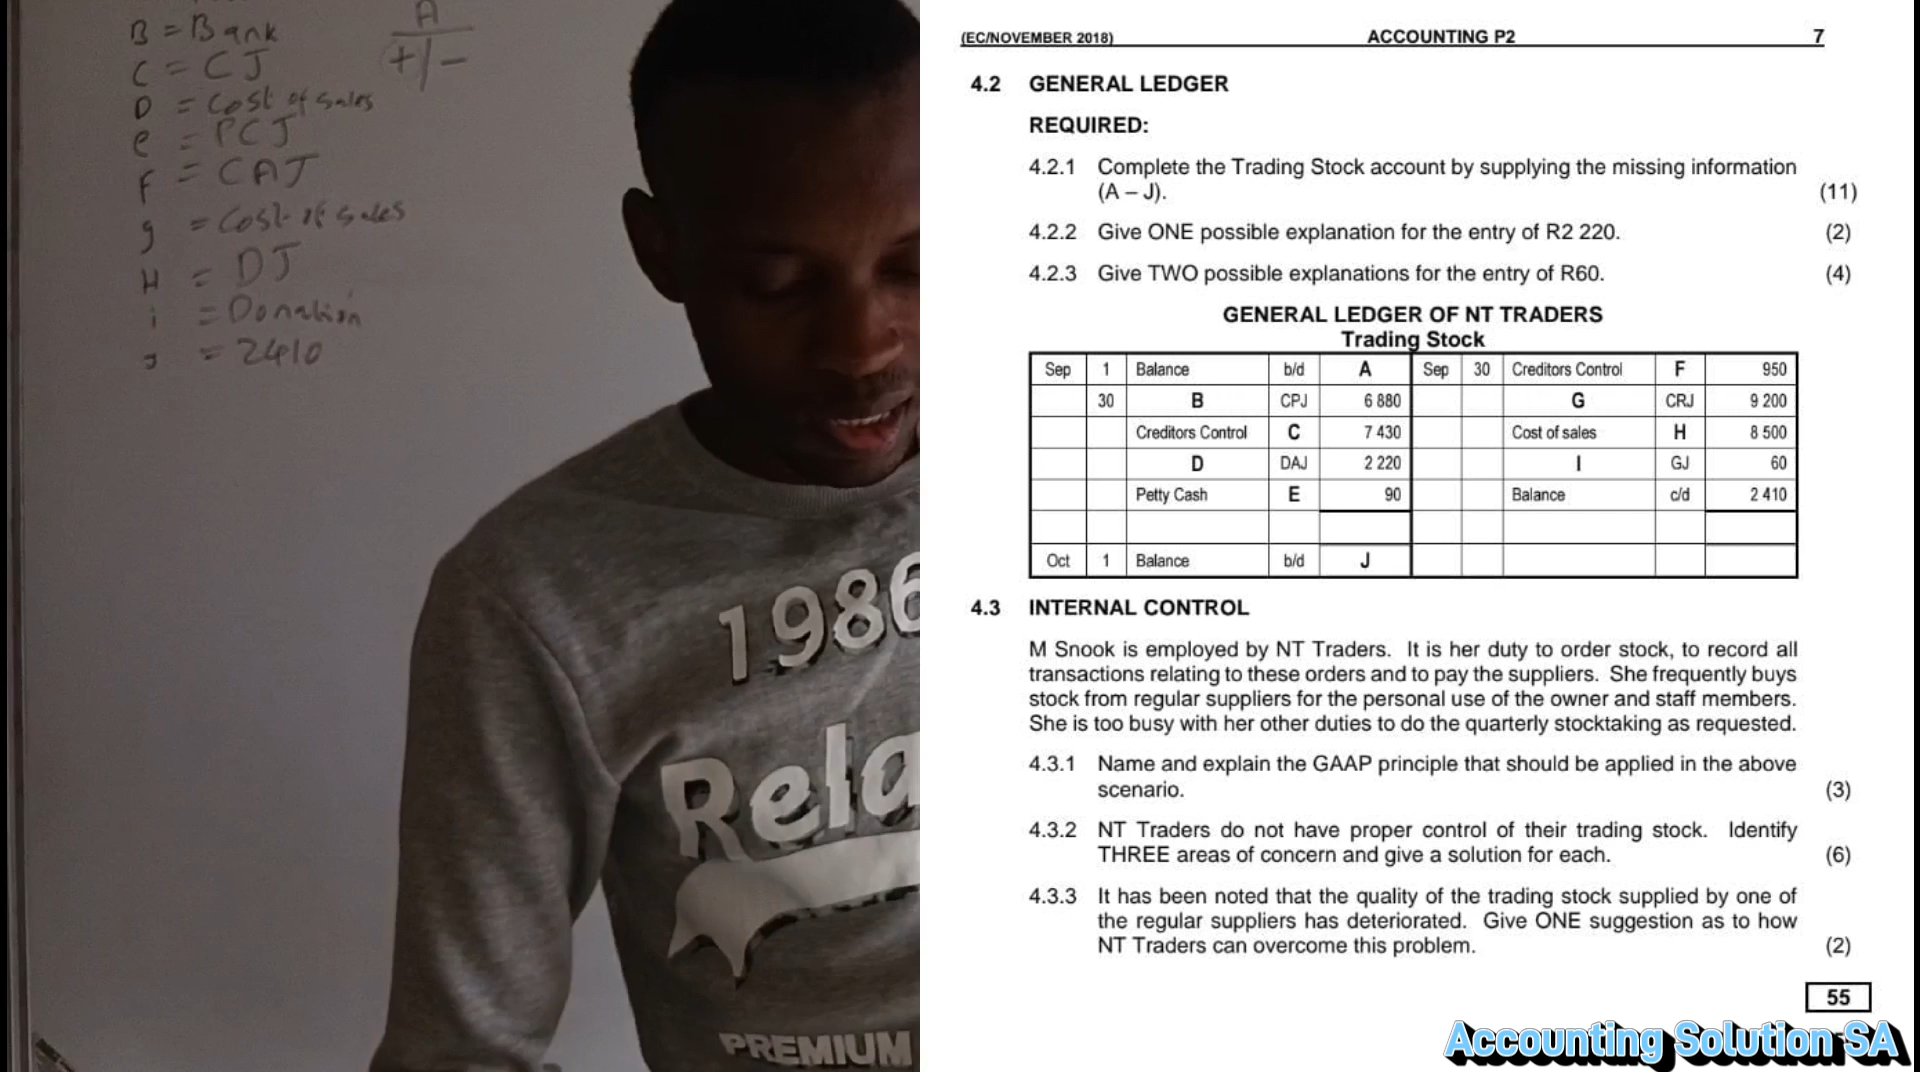 B = Bank
C = CJ
D = Cost of sales
e = PCJ
F = CAJ
g = Cost of sales
H = DJ
i = Donation
J = 2410
A
+/-
1986
Rela
PREMIUM
(EC/NOVEMBER 2018) ACCOUNTING P2 7
4.2 GENERAL LEDGER
REQUIRED:
4.2.1 Complete the Trading Stock account by supplying the missing information
(A – J). (11)
4.2.2 Give ONE possible explanation for the entry of R2 220. (2)
4.2.3 Give TWO possible explanations for the entry of R60. (4)
GENERAL LEDGER OF NT TRADERS
Trading Stock
Sep 1 Balance b/d A Sep 30 Creditors Control F 950
30 B CPJ 6 880 G CRJ 9 200
Creditors Control C 7 430 Cost of sales H 8 500
D DAJ 2 220 I GJ 60
Petty Cash E 90 Balance c/d 2 410
Oct 1 Balance b/d J
4.3 INTERNAL CONTROL
M Snook is employed by NT Traders. It is her duty to order stock, to record all
transactions relating to these orders and to pay the suppliers. She frequently buys
stock from regular suppliers for the personal use of the owner and staff members.
She is too busy with her other duties to do the quarterly stocktaking as requested.
4.3.1 Name and explain the GAAP principle that should be applied in the above
scenario. (3)
4.3.2 NT Traders do not have proper control of their trading stock. Identify
THREE areas of concern and give a solution for each. (6)
4.3.3 It has been noted that the quality of the trading stock supplied by one of
the regular suppliers has deteriorated. Give ONE suggestion as to how
NT Traders can overcome this problem. (2)
55
Accounting Solution SA